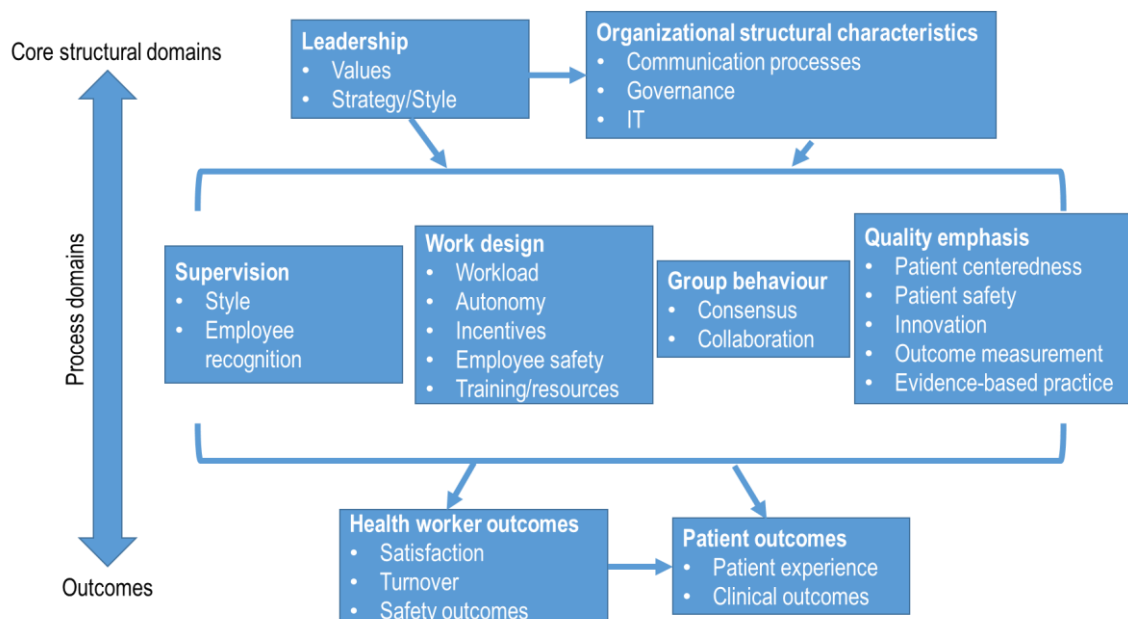 Core structural domains
Process domains
Outcomes
Leadership
• Values
• Strategy/Style
Organizational structural characteristics
• Communication processes
• Governance
• IT
Supervision
• Style
• Employee
recognition
Work design
• Workload
• Autonomy
• Incentives
• Employee safety
• Training/resources
Group behaviour
• Consensus
• Collaboration
Quality emphasis
• Patient centeredness
• Patient safety
• Innovation
• Outcome measurement
• Evidence-based practice
Health worker outcomes
• Satisfaction
• Turnover
• Safety outcomes
Patient outcomes
• Patient experience
• Clinical outcomes